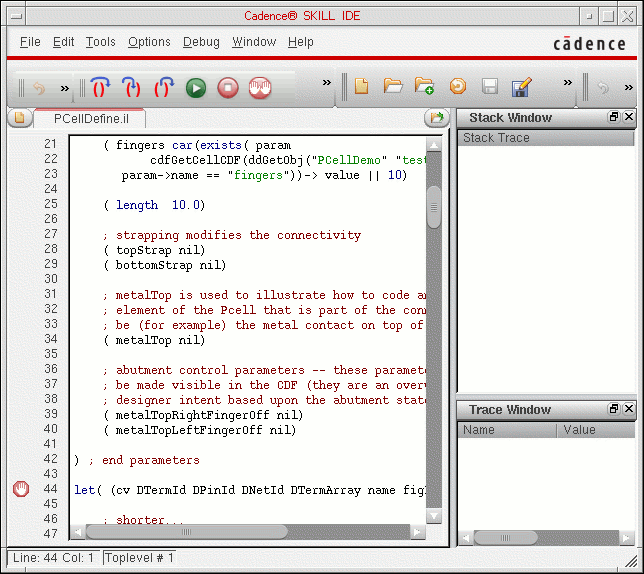 Cadence® SKILL IDE
File Edit Tools Options Debug Window Help
cādence
» » » »
PCellDefine.il
21 ( fingers car(exists( param
22 cdfGetCellCDF(ddGetObj("PCellDemo" "test
23 param->name == "fingers"))-> value || 10)
24
25 ( length 10.0)
26
27 ; strapping modifies the connectivity
28 ( topStrap nil)
29 ( bottomStrap nil)
30
31 ; metalTop is used to illustrate how to code an
32 ; element of the Pcell that is part of the conn
33 ; be (for example) the metal contact on top of
34 ( metalTop nil)
35
36 ; abutment control parameters -- these paramete
37 ; be made visible in the CDF (they are an overw
38 ; designer intent based upon the abutment state
39 ( metalTopRightFingerOff nil)
40 ( metalTopLeftFingerOff nil)
41
42 ) ; end parameters
43
44 let( (cv DTermId DPinId DNetId DTermArray name figH
45
46 ; shorter...
47
Stack Window
Stack Trace
Trace Window
Name Value
Line: 44 Col: 1 Toplevel # 1